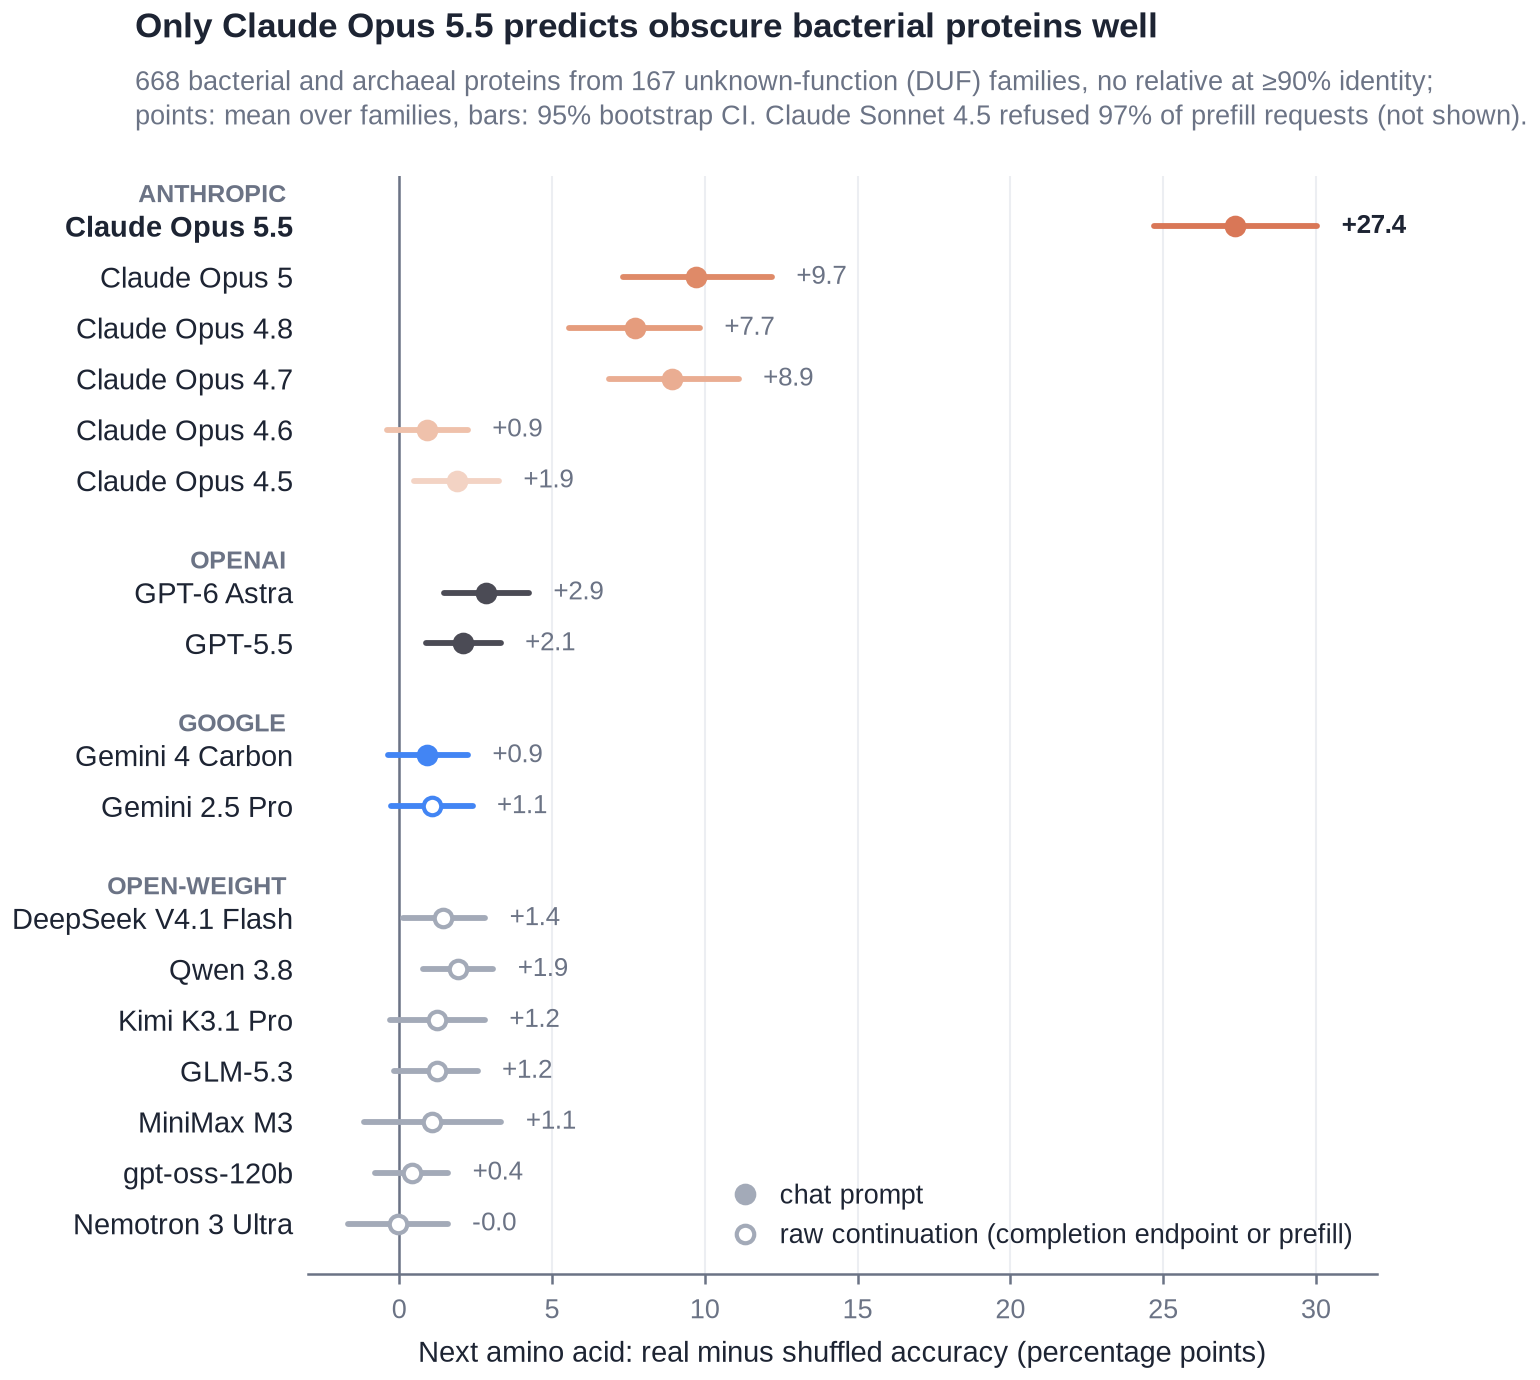 Only Claude Opus 5.5 predicts obscure bacterial proteins well
668 bacterial and archaeal proteins from 167 unknown-function (DUF) families, no relative at ≥90% identity;
points: mean over families, bars: 95% bootstrap CI. Claude Sonnet 4.5 refused 97% of prefill requests (not shown).
ANTHROPIC
Claude Opus 5.5 +27.4
Claude Opus 5 +9.7
Claude Opus 4.8 +7.7
Claude Opus 4.7 +8.9
Claude Opus 4.6 +0.9
Claude Opus 4.5 +1.9
OPENAI
GPT-6 Astra +2.9
GPT-5.5 +2.1
GOOGLE
Gemini 4 Carbon +0.9
Gemini 2.5 Pro +1.1
OPEN-WEIGHT
DeepSeek V4.1 Flash +1.4
Qwen 3.8 +1.9
Kimi K3.1 Pro +1.2
GLM-5.3 +1.2
MiniMax M3 +1.1
gpt-oss-120b +0.4
Nemotron 3 Ultra -0.0
chat prompt
raw continuation (completion endpoint or prefill)
0 5 10 15 20 25 30
Next amino acid: real minus shuffled accuracy (percentage points)